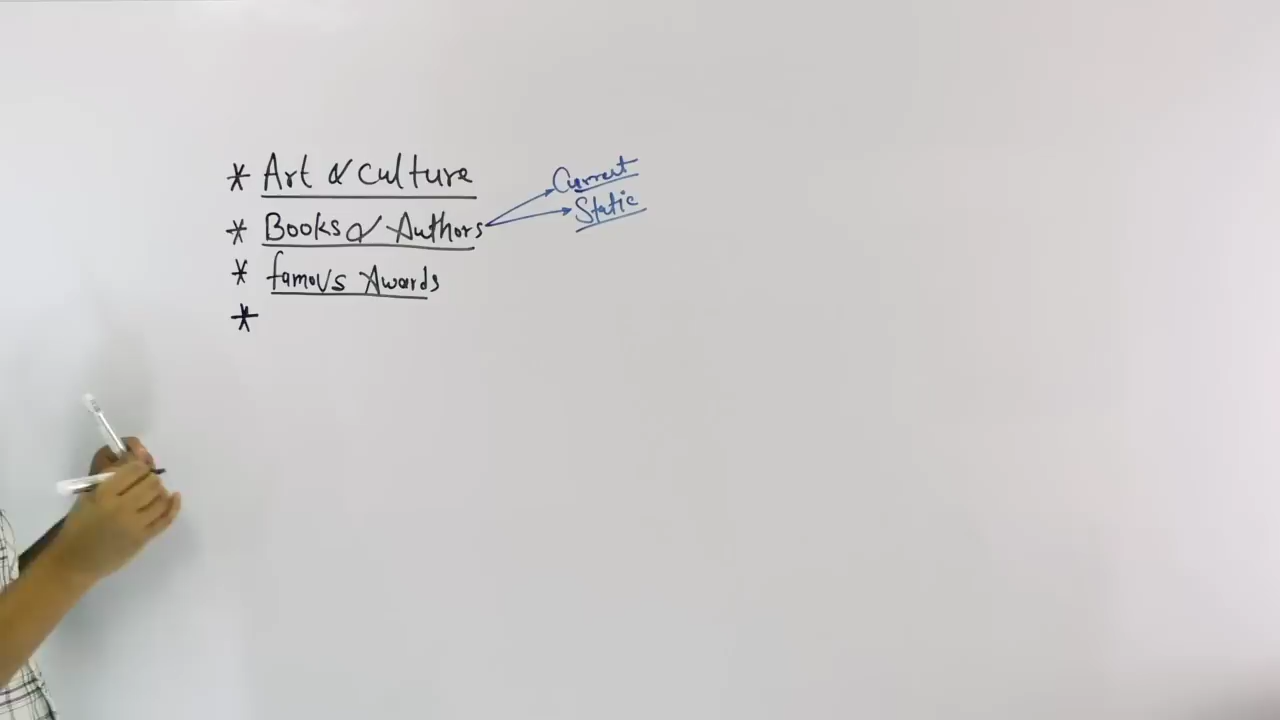 * Art & Culture
Current
Static
* Books & Authors
* famous Awards
*